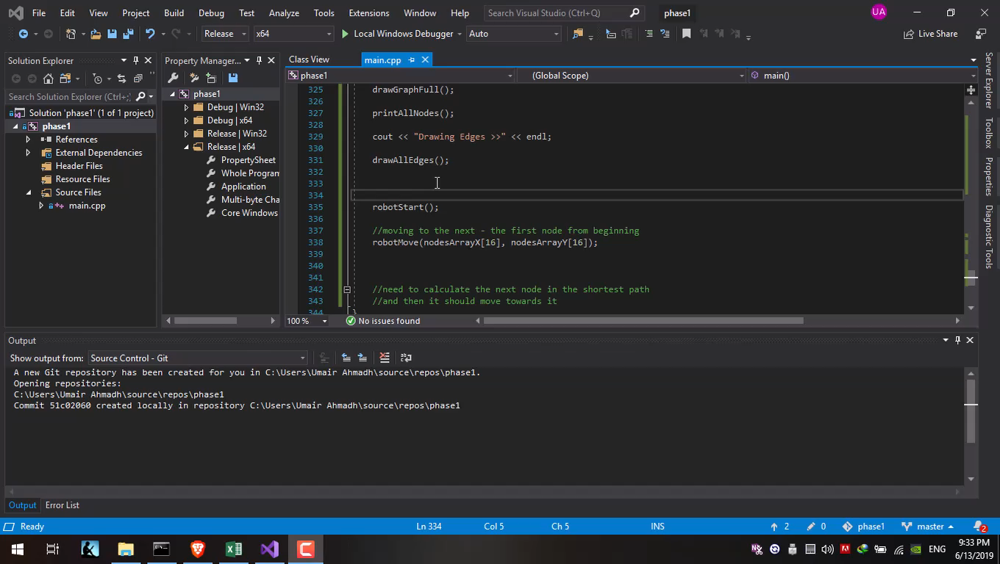 File Edit View Project Build Debug Test Analyze Tools Extensions Window Help Search Visual Studio (Ctrl+Q) phase1 UA
Release x64 Local Windows Debugger Auto Live Share
Solution Explorer
Search Solution Explorer (Ctrl+;)
Solution 'phase1' (1 of 1 project)
phase1
References
External Dependencies
Header Files
Resource Files
Source Files
main.cpp
Property Manager...
phase1
Debug | Win32
Debug | x64
Release | Win32
Release | x64
PropertySheet
Whole Program
Application
Multi-byte Cha
Core Windows
Class View main.cpp
phase1 (Global Scope) main()
325 drawGraphFull();
326
327 printAllNodes();
328
329 cout << "Drawing Edges >>" << endl;
330
331 drawAllEdges();
332
333
334
335 robotStart();
336
337 //moving to the next - the first node from beginning
338 robotMove(nodesArrayX[16], nodesArrayY[16]);
339
340
341
342 //need to calculate the next node in the shortest path
343 //and then it should move towards it
344 }
100 % No issues found
Server Explorer
Toolbox
Properties
Diagnostic Tools
Output
Show output from: Source Control - Git
A new Git repository has been created for you in C:\Users\Umair Ahmadh\source\repos\phase1.
Opening repositories:
C:\Users\Umair Ahmadh\source\repos\phase1
Commit 51c02060 created locally in repository C:\Users\Umair Ahmadh\source\repos\phase1
Output Error List
Ready Ln 334 Col 5 Ch 5 INS 2 0 phase1 master 2
ENG 9:33 PM
6/13/2019